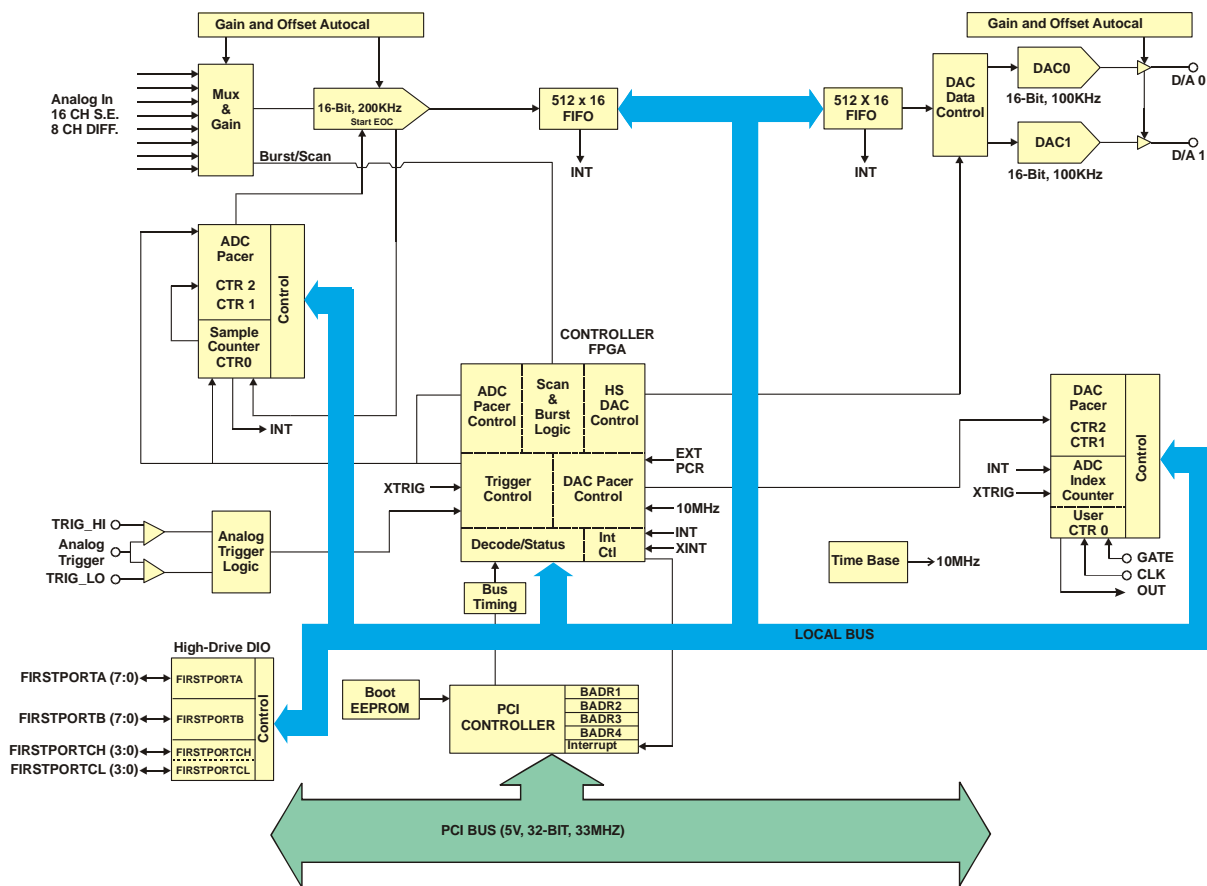 Gain and Offset Autocal
Gain and Offset Autocal
Analog In
16 CH S.E.
8 CH DIFF.
Mux
&
Gain
16-Bit, 200KHz
Start EOC
512 x 16
FIFO
INT
512 X 16
FIFO
INT
DAC
Data
Control
DAC0
16-Bit, 100KHz
D/A 0
DAC1
16-Bit, 100KHz
D/A 1
Burst/Scan
ADC
Pacer
CTR 2
CTR 1
Sample
Counter
CTR0
Control
INT
CONTROLLER
FPGA
ADC
Pacer
Control
Scan
&
Burst
Logic
HS
DAC
Control
Trigger
Control
DAC Pacer
Control
Decode/Status
Int
Ctl
XTRIG
EXT
PCR
10MHz
INT
XINT
DAC
Pacer
CTR2
CTR1
ADC
Index
Counter
User
CTR 0
Control
INT
XTRIG
GATE
CLK
OUT
TRIG_HI
Analog
Trigger
TRIG_LO
Analog
Trigger
Logic
Time Base
10MHz
Bus
Timing
LOCAL BUS
High-Drive DIO
FIRSTPORTA (7:0)
FIRSTPORTA
FIRSTPORTB (7:0)
FIRSTPORTB
FIRSTPORTCH (3:0)
FIRSTPORTCH
FIRSTPORTCL (3:0)
FIRSTPORTCL
Control
Boot
EEPROM
PCI
CONTROLLER
BADR1
BADR2
BADR3
BADR4
Interrupt
PCI BUS (5V, 32-BIT, 33MHZ)